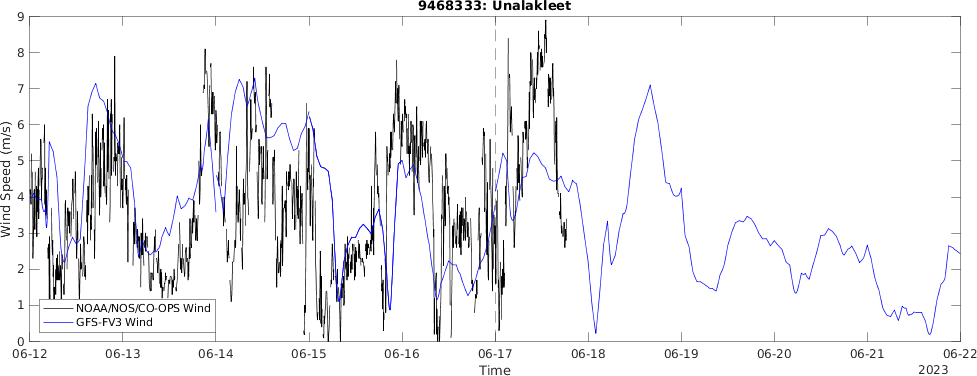 9468333: Unalakleet
9
8
7
6
5
4
3
2
1
0
Wind Speed (m/s)
NOAA/NOS/CO-OPS Wind
GFS-FV3 Wind
06-12 06-13 06-14 06-15 06-16 06-17 06-18 06-19 06-20 06-21 06-22
Time
2023